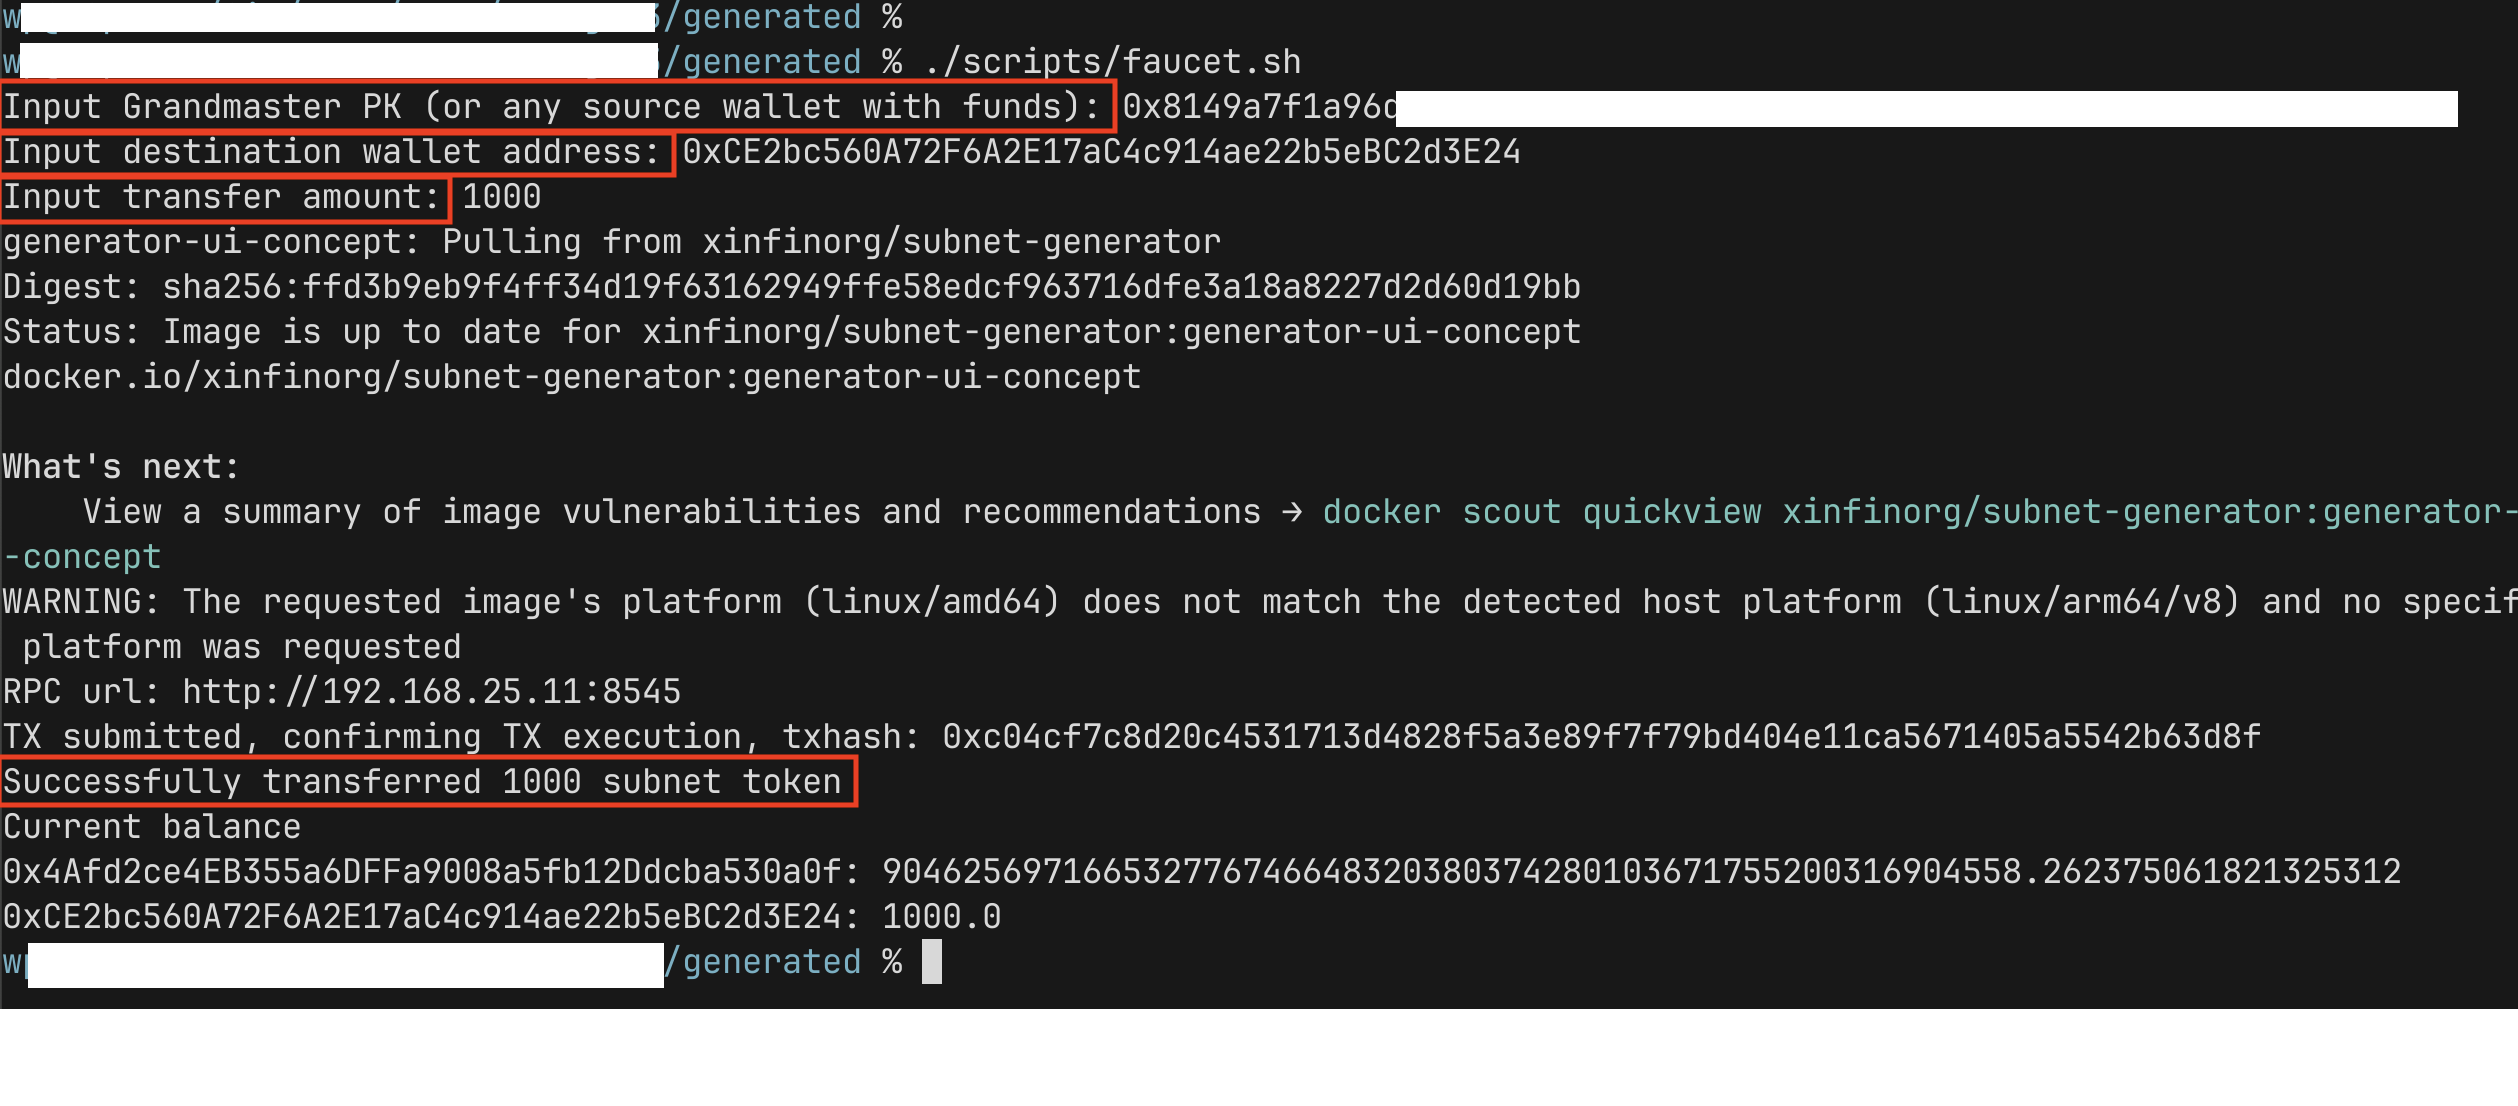 /generated %
/generated % ./scripts/faucet.sh
Input Grandmaster PK (or any source wallet with funds): 0x8149a7f1a96d
Input destination wallet address: 0xCE2bc560A72F6A2E17aC4c914ae22b5eBC2d3E24
Input transfer amount: 1000
generator-ui-concept: Pulling from xinfinorg/subnet-generator
Digest: sha256:ffd3b9eb9f4ff34d19f63162949ffe58edcf963716dfe3a18a8227d2d60d19bb
Status: Image is up to date for xinfinorg/subnet-generator:generator-ui-concept
docker.io/xinfinorg/subnet-generator:generator-ui-concept
What's next:
View a summary of image vulnerabilities and recommendations → docker scout quickview xinfinorg/subnet-generator:generator-
-concept
WARNING: The requested image's platform (linux/amd64) does not match the detected host platform (linux/arm64/v8) and no specif
platform was requested
RPC url: http://192.168.25.11:8545
TX submitted, confirming TX execution, txhash: 0xc04cf7c8d20c4531713d4828f5a3e89f7f79bd404e11ca5671405a5542b63d8f
Successfully transferred 1000 subnet token
Current balance
0x4Afd2ce4EB355a6DFFa9008a5fb12Ddcba530a0f: 904625697166532776746648320380374280103671755200316904558.262375061821325312
0xCE2bc560A72F6A2E17aC4c914ae22b5eBC2d3E24: 1000.0
/generated %